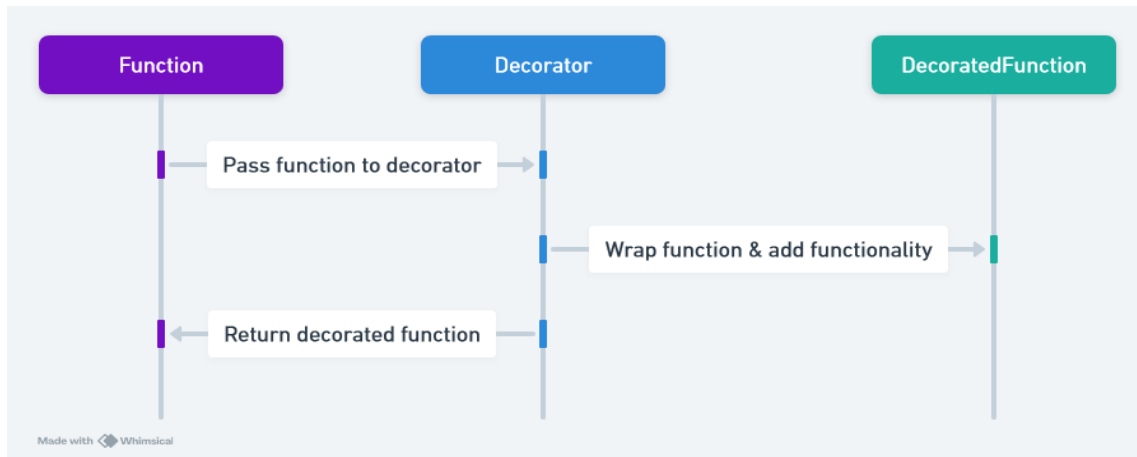 Function
Decorator
DecoratedFunction
Pass function to decorator
Wrap function & add functionality
Return decorated function
Made with Whimsical